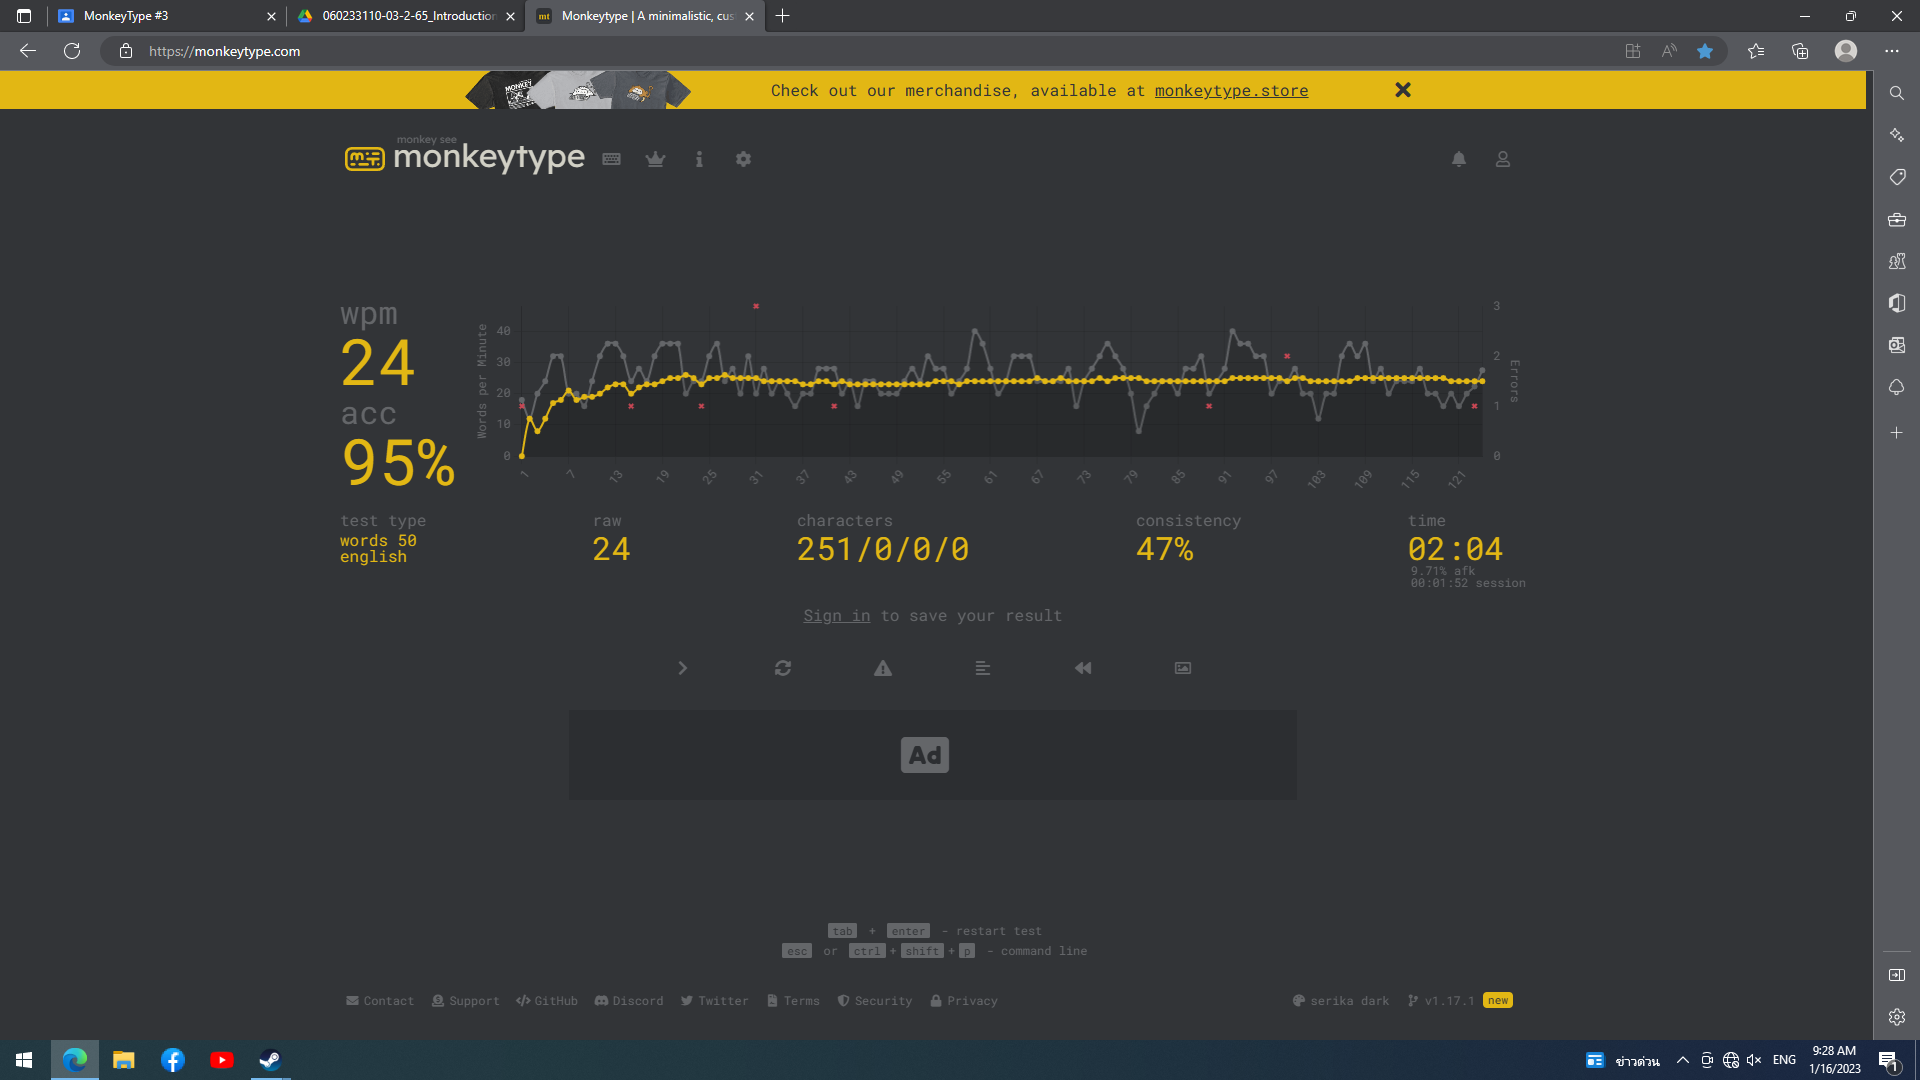 MonkeyType #3
060233110-03-2-65_Introduction
Monkeytype | A minimalistic, cus
https://monkeytype.com
MONKEY
Check out our merchandise, available at monkeytype.store
monkey see
monkeytype
wpm
24
acc
95%
Words per Minute
40
30
20
10
0
3
2
1
0
Errors
1 7 13 19 25 31 37 43 49 55 61 67 73 79 85 91 97 103 109 115 121
test type
words 50
english
raw
24
characters
251/0/0/0
consistency
47%
time
02:04
9.71% afk
00:01:52 session
Sign in to save your result
Ad
tab + enter - restart test
esc or ctrl + shift + p - command line
Contact Support GitHub Discord Twitter Terms Security Privacy
serika dark v1.17.1 new
ข่าวด่วน
ENG
9:28 AM
1/16/2023
1